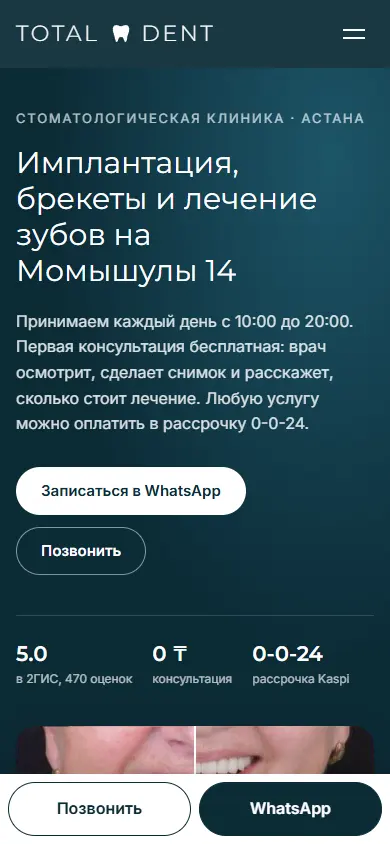 TOTAL DENT
СТОМАТОЛОГИЧЕСКАЯ КЛИНИКА · АСТАНА
Имплантация,
брекеты и лечение
зубов на
Момышулы 14
Принимаем каждый день с 10:00 до 20:00.
Первая консультация бесплатная: врач
осмотрит, сделает снимок и расскажет,
сколько стоит лечение. Любую услугу
можно оплатить в рассрочку 0-0-24.
Записаться в WhatsApp
Позвонить
5.0 0 ₸ 0-0-24
в 2ГИС, 470 оценок консультация рассрочка Kaspi
Позвонить WhatsApp